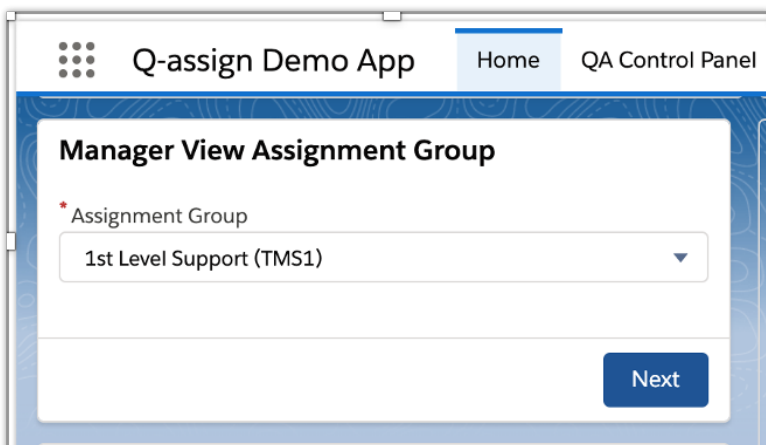 Q-assign Demo App Home QA Control Panel
Manager View Assignment Group
* Assignment Group
1st Level Support (TMS1)
Next